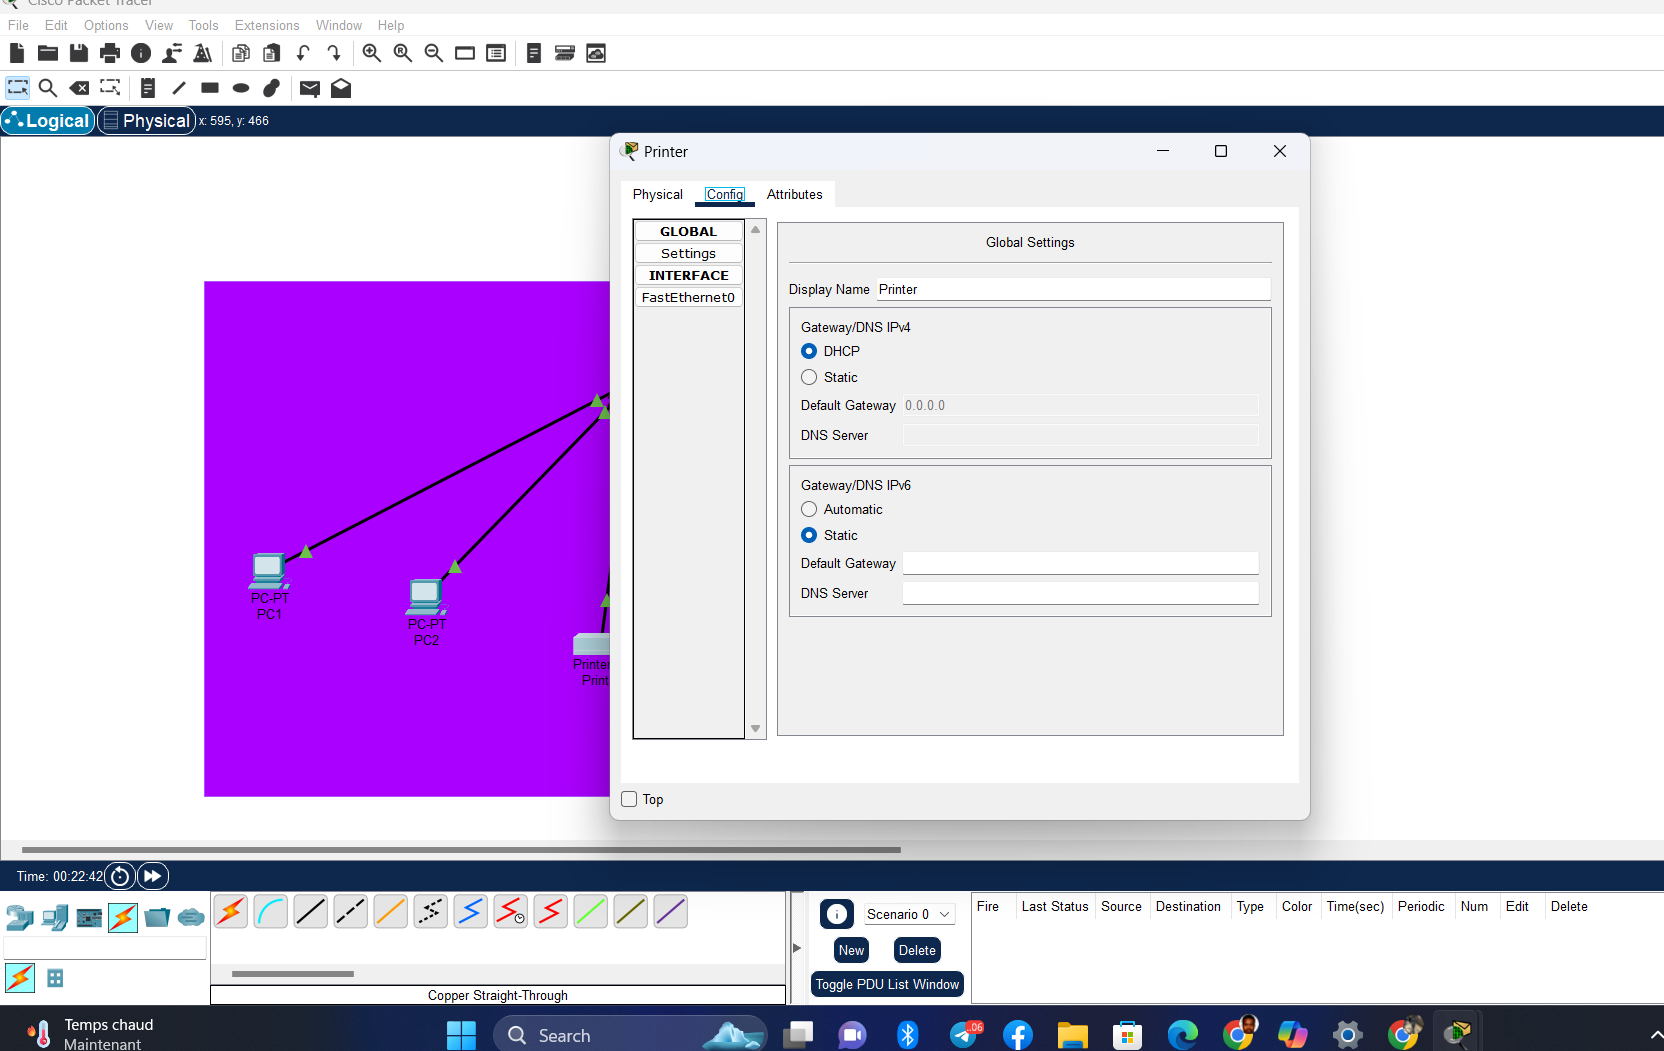 Cisco Packet Tracer
File Edit Options View Tools Extensions Window Help
Logical Physical x: 595, y: 466
Printer
Physical Config Attributes
GLOBAL
Settings
INTERFACE
FastEthernet0
Global Settings
Display Name Printer
Gateway/DNS IPv4
DHCP
Static
Default Gateway 0.0.0.0
DNS Server
Gateway/DNS IPv6
Automatic
Static
Default Gateway
DNS Server
Top
PC-PT
PC1
PC-PT
PC2
Printer
Print
Time: 00:22:42
Scenario 0
New Delete
Toggle PDU List Window
Fire Last Status Source Destination Type Color Time(sec) Periodic Num Edit Delete
Copper Straight-Through
Temps chaud
Maintenant
Search
..06